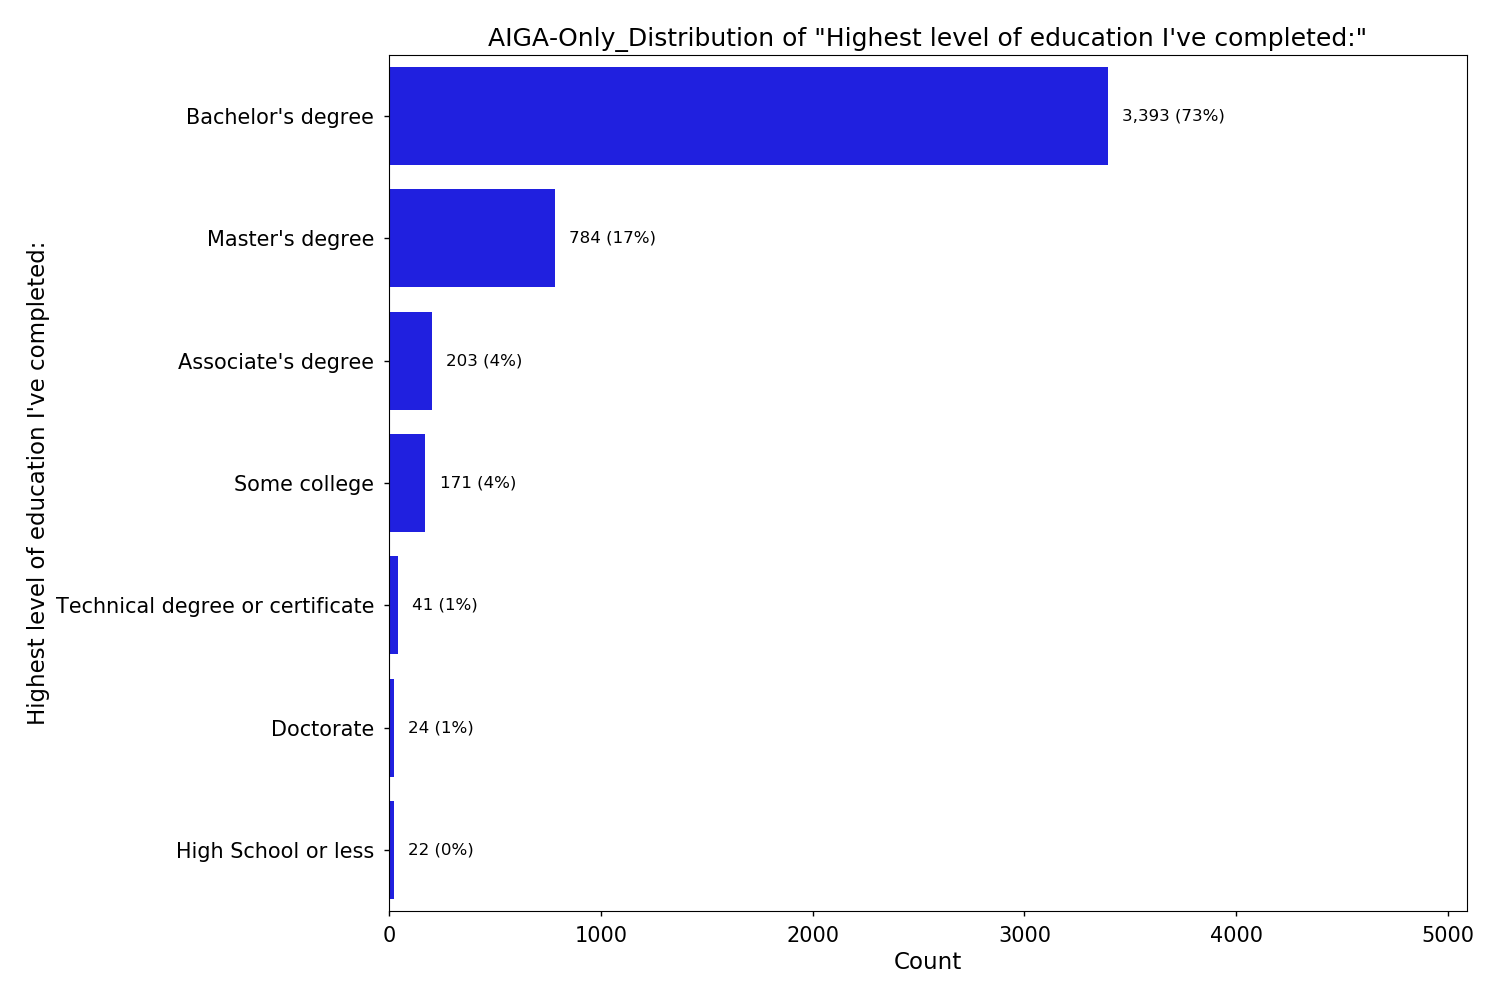 AIGA-Only_Distribution of "Highest level of education I've completed:"
Highest level of education I've completed:
Bachelor's degree 3,393 (73%)
Master's degree 784 (17%)
Associate's degree 203 (4%)
Some college 171 (4%)
Technical degree or certificate 41 (1%)
Doctorate 24 (1%)
High School or less 22 (0%)
0 1000 2000 3000 4000 5000
Count